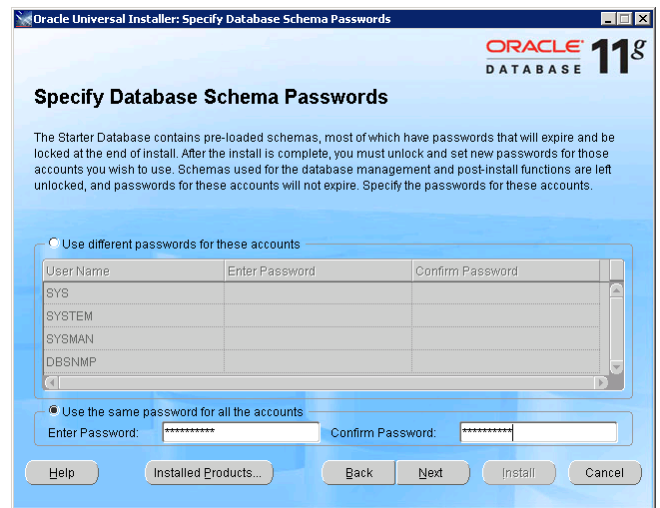 Oracle Universal Installer: Specify Database Schema Passwords
ORACLE
DATABASE 11g
Specify Database Schema Passwords
The Starter Database contains pre-loaded schemas, most of which have passwords that will expire and be
locked at the end of install. After the install is complete, you must unlock and set new passwords for those
accounts you wish to use. Schemas used for the database management and post-install functions are left
unlocked, and passwords for these accounts will not expire. Specify the passwords for these accounts.
Use different passwords for these accounts
User Name Enter Password Confirm Password
SYS
SYSTEM
SYSMAN
DBSNMP
Use the same password for all the accounts
Enter Password: ********** Confirm Password: **********
Help Installed Products... Back Next Install Cancel